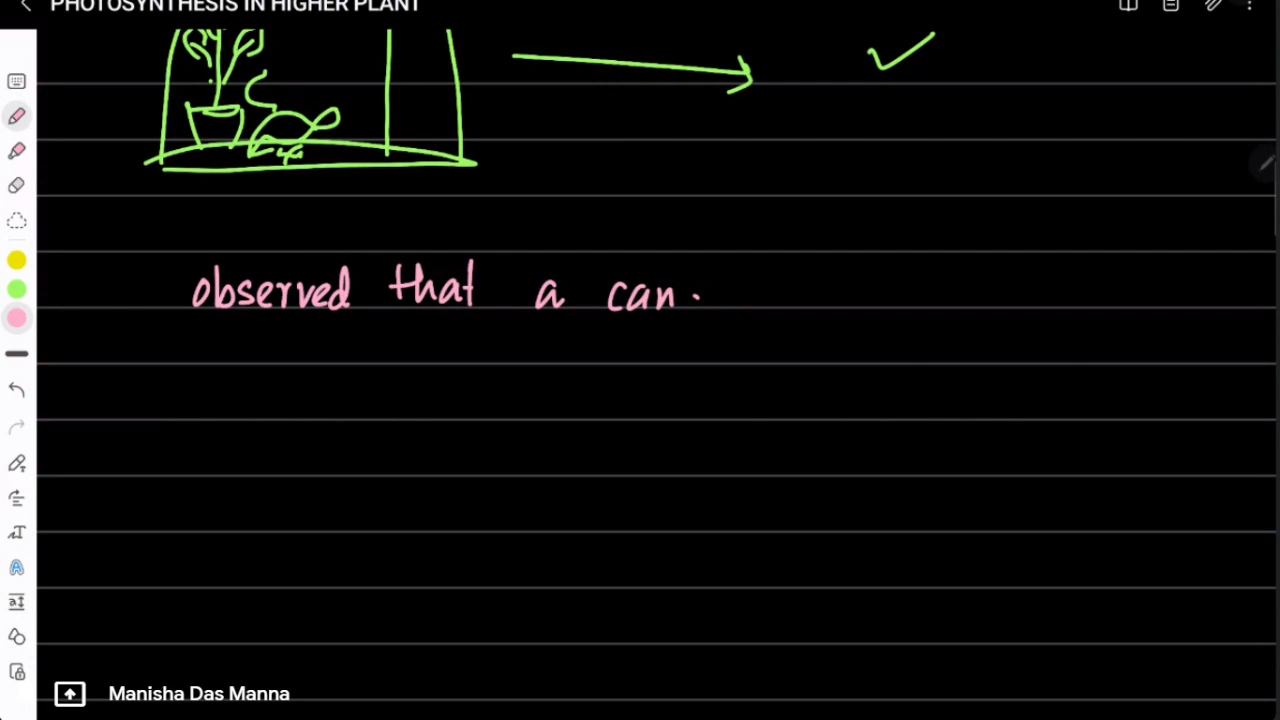 PHOTOSYNTHESIS IN HIGHER PLANT
observed that a can.
Manisha Das Manna